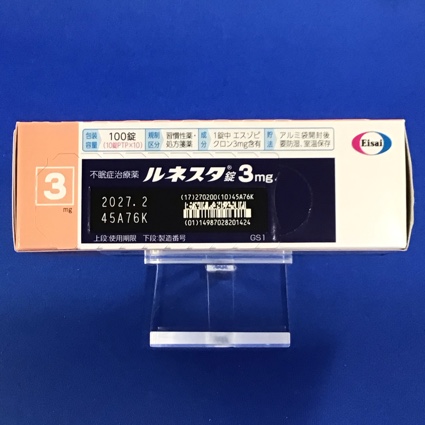 包装容量 100錠 (10錠PTP×10) 規制区分 習慣性薬・処方箋薬 成分 1錠中 エスゾピクロン3mg含有 貯法 アルミ袋開封後要防湿、室温保存
Eisai
3 mg
不眠症治療薬 ルネスタ®錠3mg
2027.2
45A76K
(17)270200(10)45A76K
(01)14987028201424
上段:使用期限 下段:製造番号 GS1